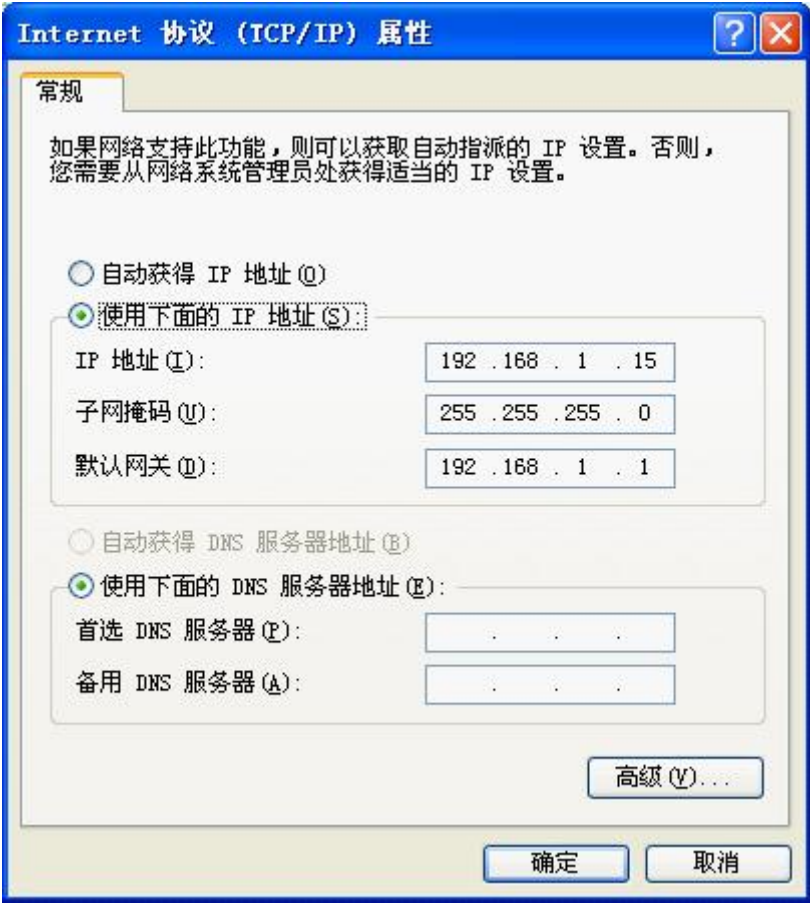 Internet 协议 (TCP/IP) 属性
常规
如果网络支持此功能，则可以获取自动指派的 IP 设置。否则，
您需要从网络系统管理员处获得适当的 IP 设置。
自动获得 IP 地址(O)
使用下面的 IP 地址(S):
IP 地址(I): 192 .168 . 1 . 15
子网掩码(U): 255 .255 .255 . 0
默认网关(D): 192 .168 . 1 . 1
自动获得 DNS 服务器地址(B)
使用下面的 DNS 服务器地址(E):
首选 DNS 服务器(P): . . .
备用 DNS 服务器(A): . . .
高级(V)...
确定 取消